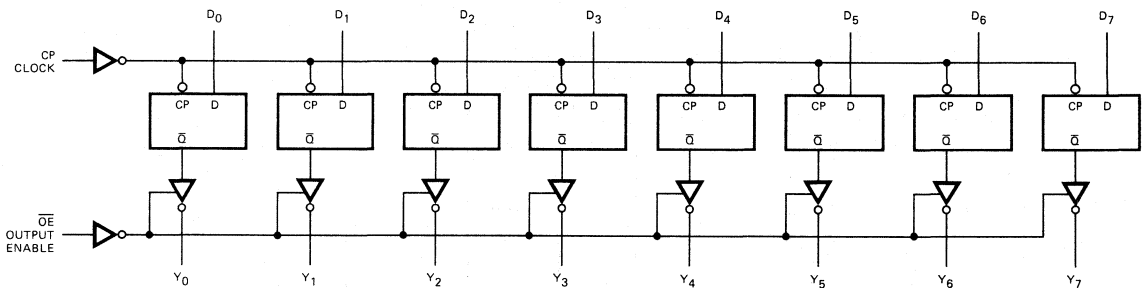 D0 D1 D2 D3 D4 D5 D6 D7
CP
CLOCK
CP D CP D CP D CP D CP D CP D CP D CP D
Q̅ Q̅ Q̅ Q̅ Q̅ Q̅ Q̅ Q̅
O̅E̅
OUTPUT
ENABLE
Y0 Y1 Y2 Y3 Y4 Y5 Y6 Y7